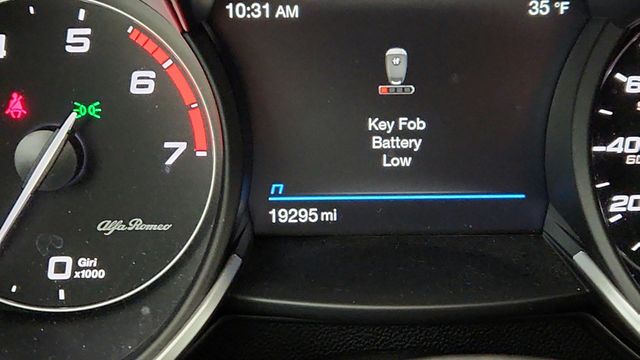 10:31 AM
35 °F
4
5
6
7
Key Fob
Battery
Low
19295 mi
Alfa Romeo
0 Giri
x1000
40
20